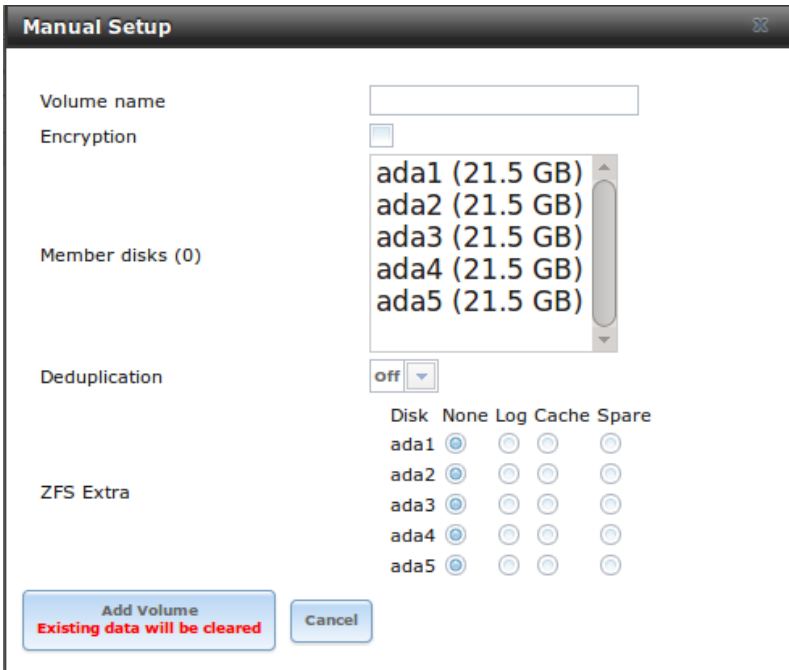 Manual Setup
Volume name
Encryption
Member disks (0)
ada1 (21.5 GB)
ada2 (21.5 GB)
ada3 (21.5 GB)
ada4 (21.5 GB)
ada5 (21.5 GB)
Deduplication
Off
ZFS Extra
Disk None Log Cache Spare
ada1
ada2
ada3
ada4
ada5
Add Volume
Existing data will be cleared
Cancel